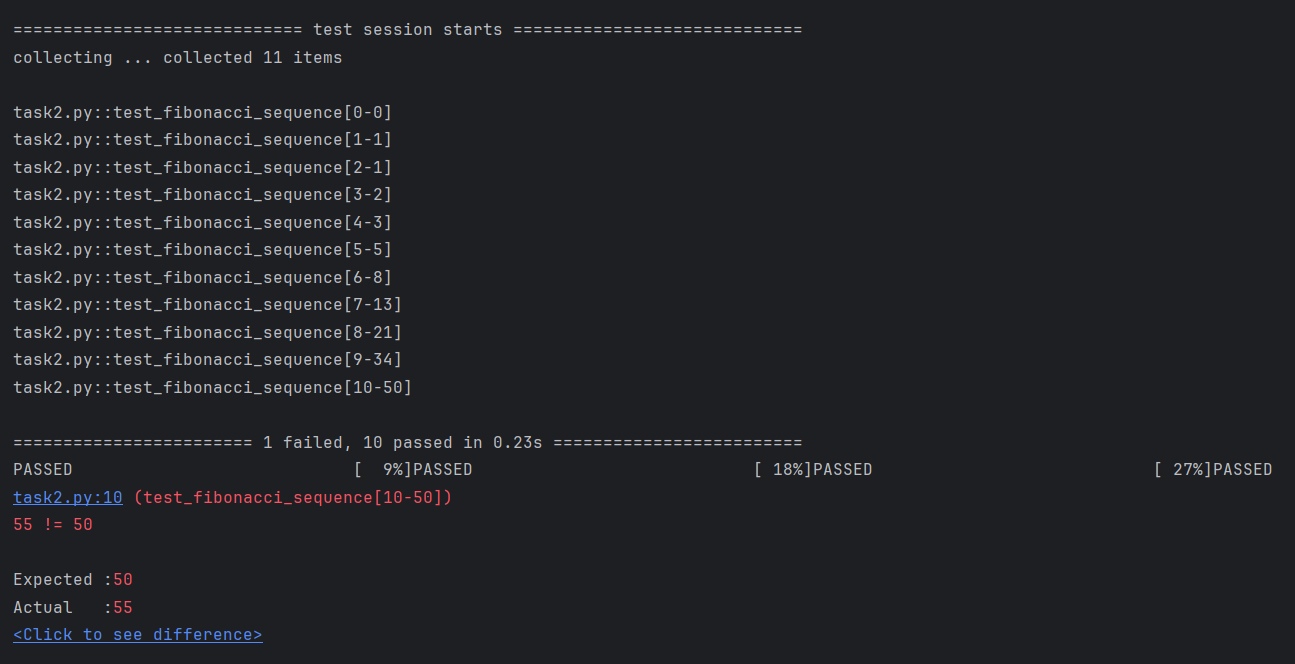 ============================= test session starts =============================
collecting ... collected 11 items
task2.py::test_fibonacci_sequence[0-0]
task2.py::test_fibonacci_sequence[1-1]
task2.py::test_fibonacci_sequence[2-1]
task2.py::test_fibonacci_sequence[3-2]
task2.py::test_fibonacci_sequence[4-3]
task2.py::test_fibonacci_sequence[5-5]
task2.py::test_fibonacci_sequence[6-8]
task2.py::test_fibonacci_sequence[7-13]
task2.py::test_fibonacci_sequence[8-21]
task2.py::test_fibonacci_sequence[9-34]
task2.py::test_fibonacci_sequence[10-50]
======================== 1 failed, 10 passed in 0.23s =========================
PASSED                            [  9%]PASSED                            [ 18%]PASSED                            [ 27%]PASSED
task2.py:10 (test_fibonacci_sequence[10-50])
55 != 50
Expected :50
Actual   :55
<Click to see difference>